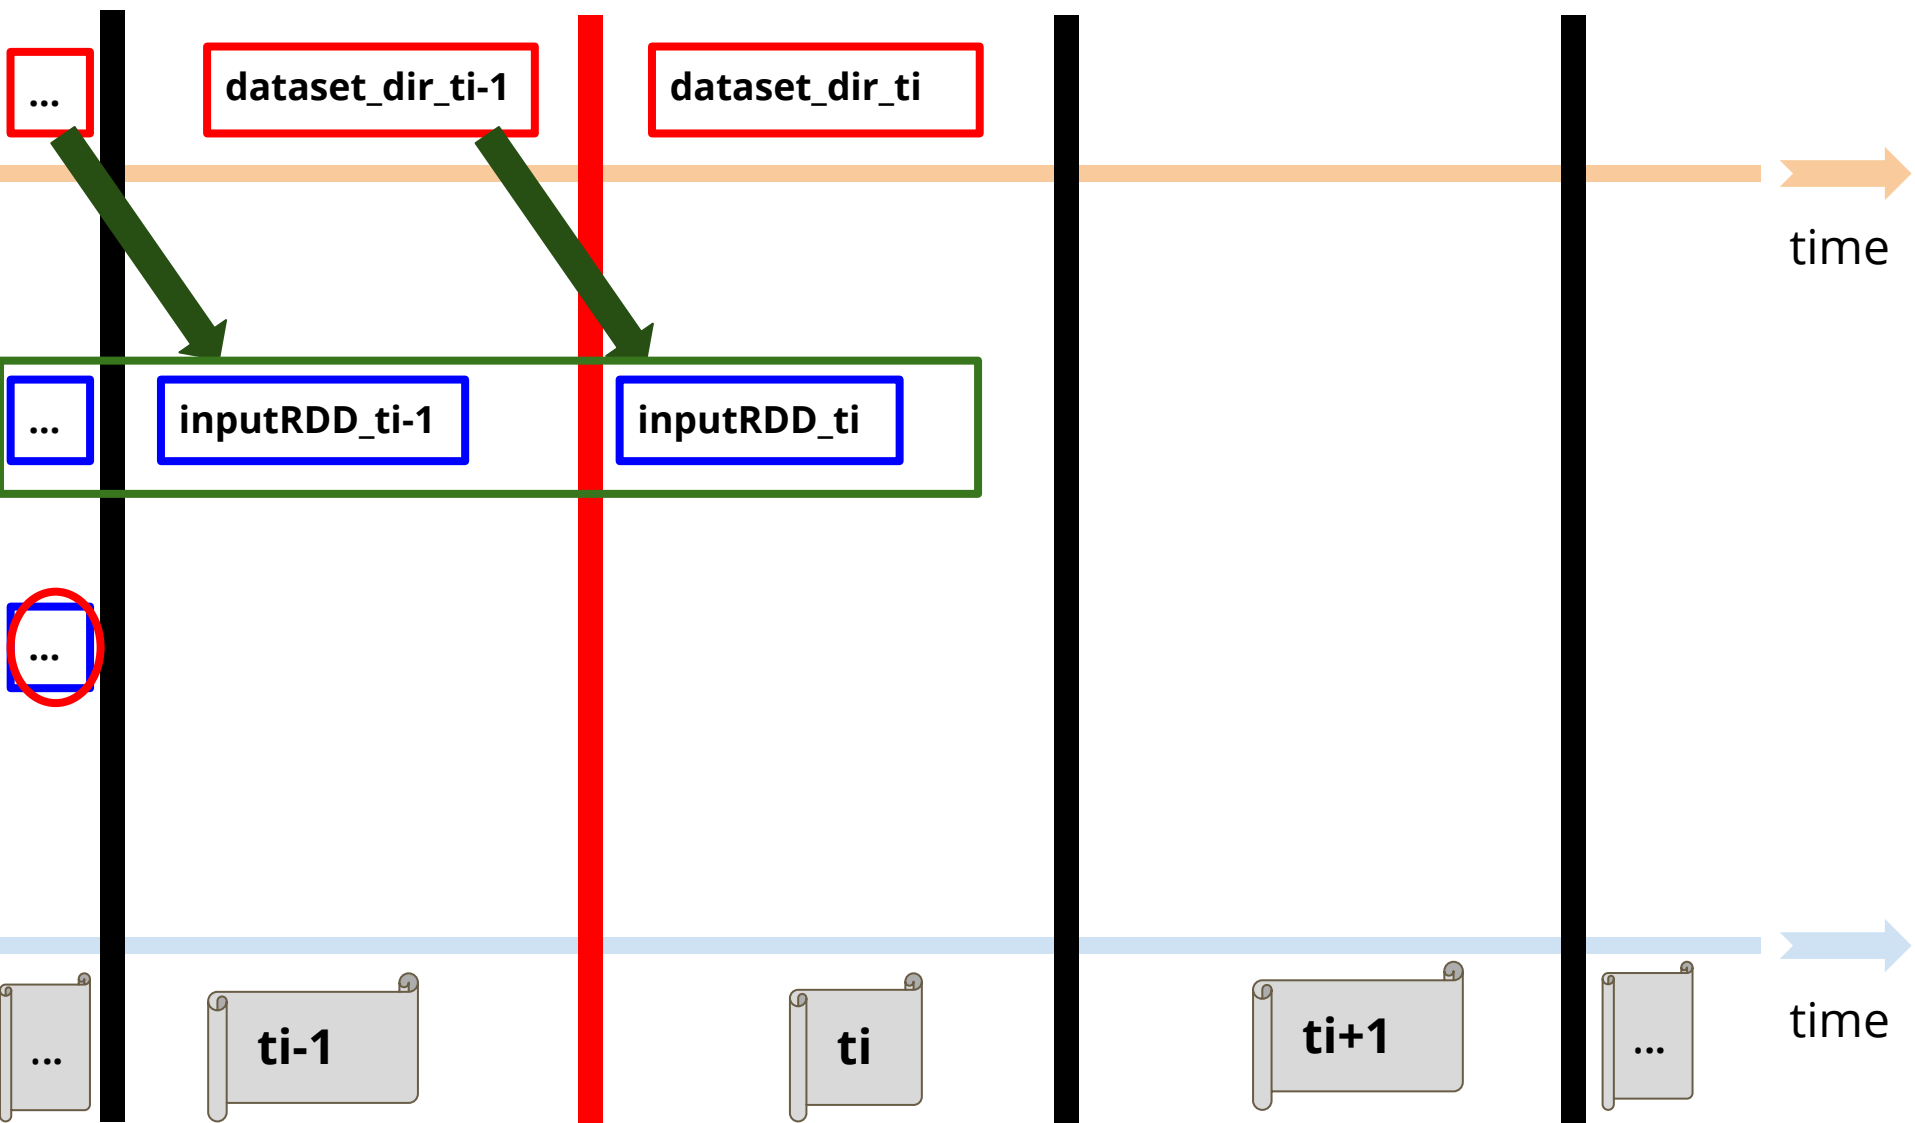 ...
dataset_dir_ti-1
dataset_dir_ti
time
...
inputRDD_ti-1
inputRDD_ti
...
...
ti-1
ti
ti+1
...
time